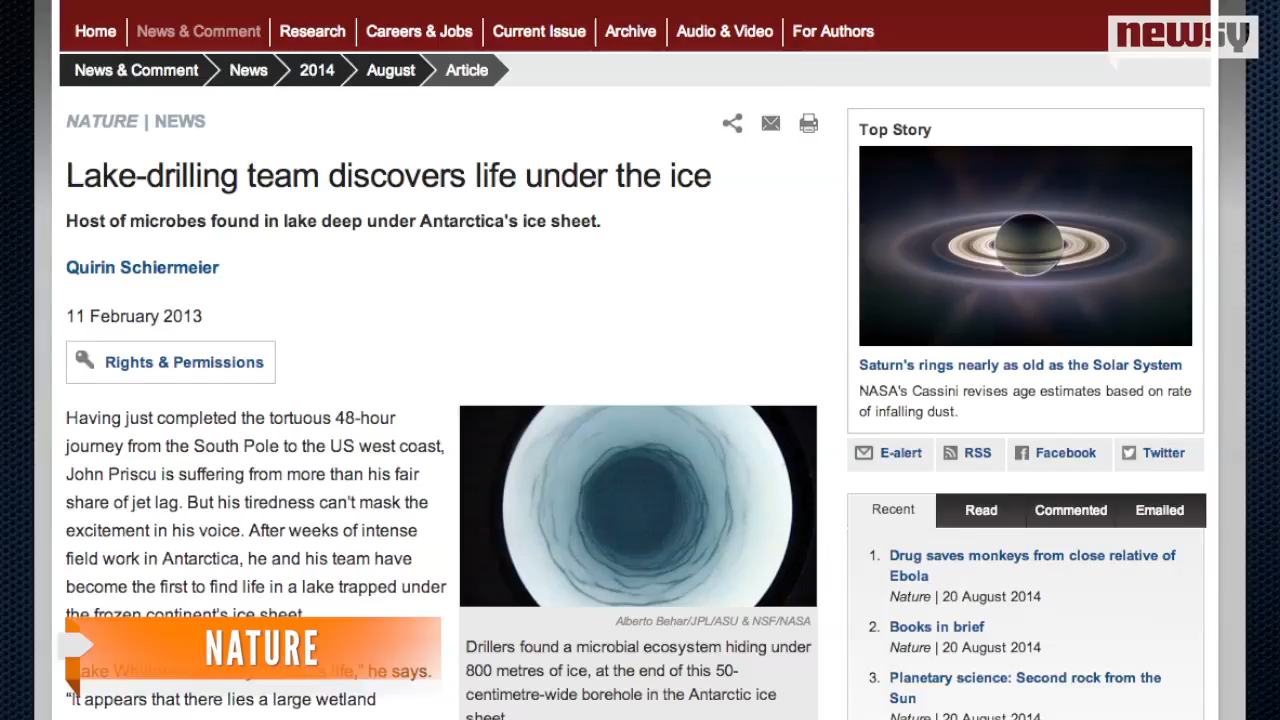 Home News & Comment Research Careers & Jobs Current Issue Archive Audio & Video For Authors
newsy
News & Comment News 2014 August Article
NATURE | NEWS
Lake-drilling team discovers life under the ice
Host of microbes found in lake deep under Antarctica's ice sheet.
Quirin Schiermeier
11 February 2013
Rights & Permissions
Having just completed the tortuous 48-hour
journey from the South Pole to the US west coast,
John Priscu is suffering from more than his fair
share of jet lag. But his tiredness can't mask the
excitement in his voice. After weeks of intense
field work in Antarctica, he and his team have
become the first to find life in a lake trapped under
the frozen continent's ice sheet.
life," he says.
“It appears that there lies a large wetland
NATURE
Alberto Behar/JPL/ASU & NSF/NASA
Drillers found a microbial ecosystem hiding under
800 metres of ice, at the end of this 50-
centimetre-wide borehole in the Antarctic ice
sheet.
Top Story
Saturn's rings nearly as old as the Solar System
NASA's Cassini revises age estimates based on rate
of infalling dust.
E-alert RSS Facebook Twitter
Recent Read Commented Emailed
1. Drug saves monkeys from close relative of
Ebola
Nature | 20 August 2014
2. Books in brief
Nature | 20 August 2014
3. Planetary science: Second rock from the
Sun
Nature | 20 August 2014